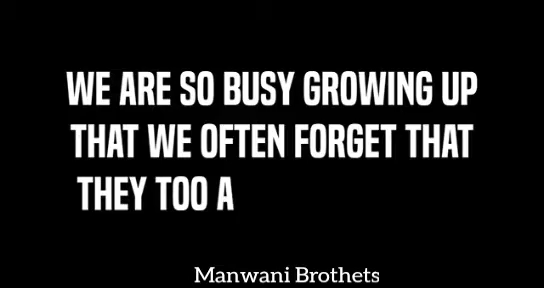 WE ARE SO BUSY GROWING UP
THAT WE OFTEN FORGET THAT
THEY TOO A
Manwani Brothets